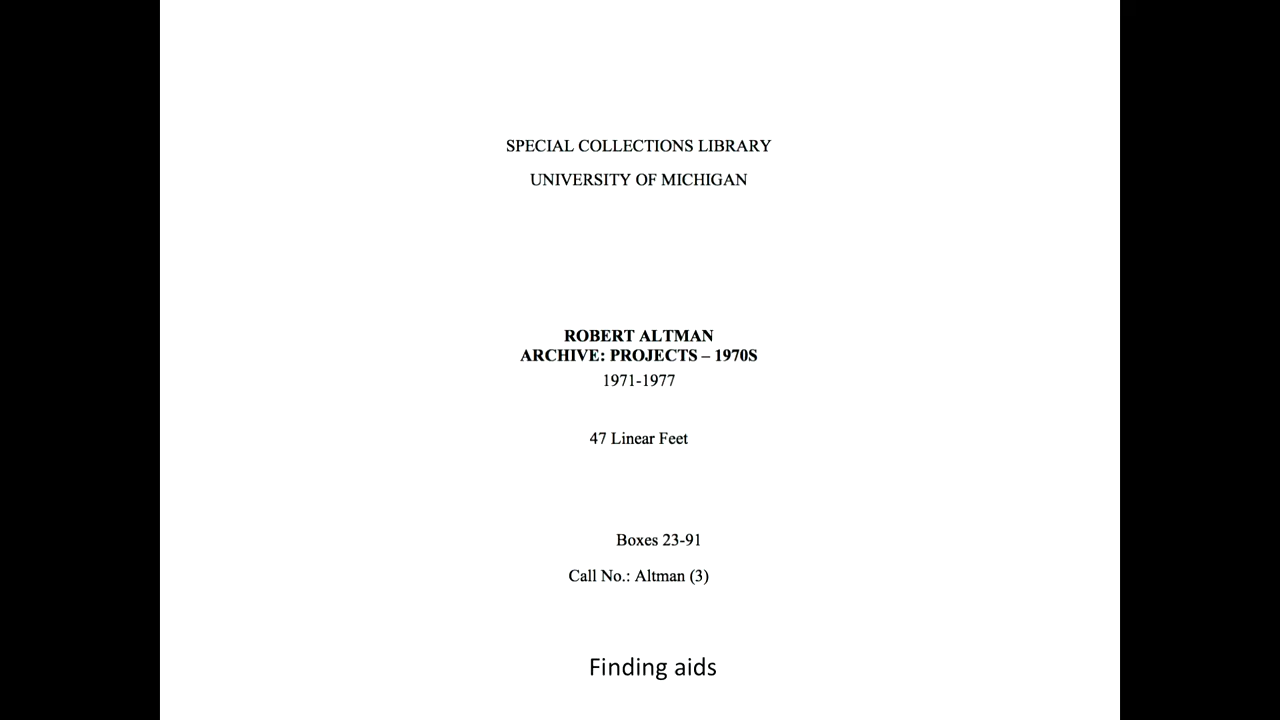 SPECIAL COLLECTIONS LIBRARY
UNIVERSITY OF MICHIGAN
ROBERT ALTMAN
ARCHIVE: PROJECTS – 1970S
1971-1977
47 Linear Feet
Boxes 23-91
Call No.: Altman (3)
Finding aids